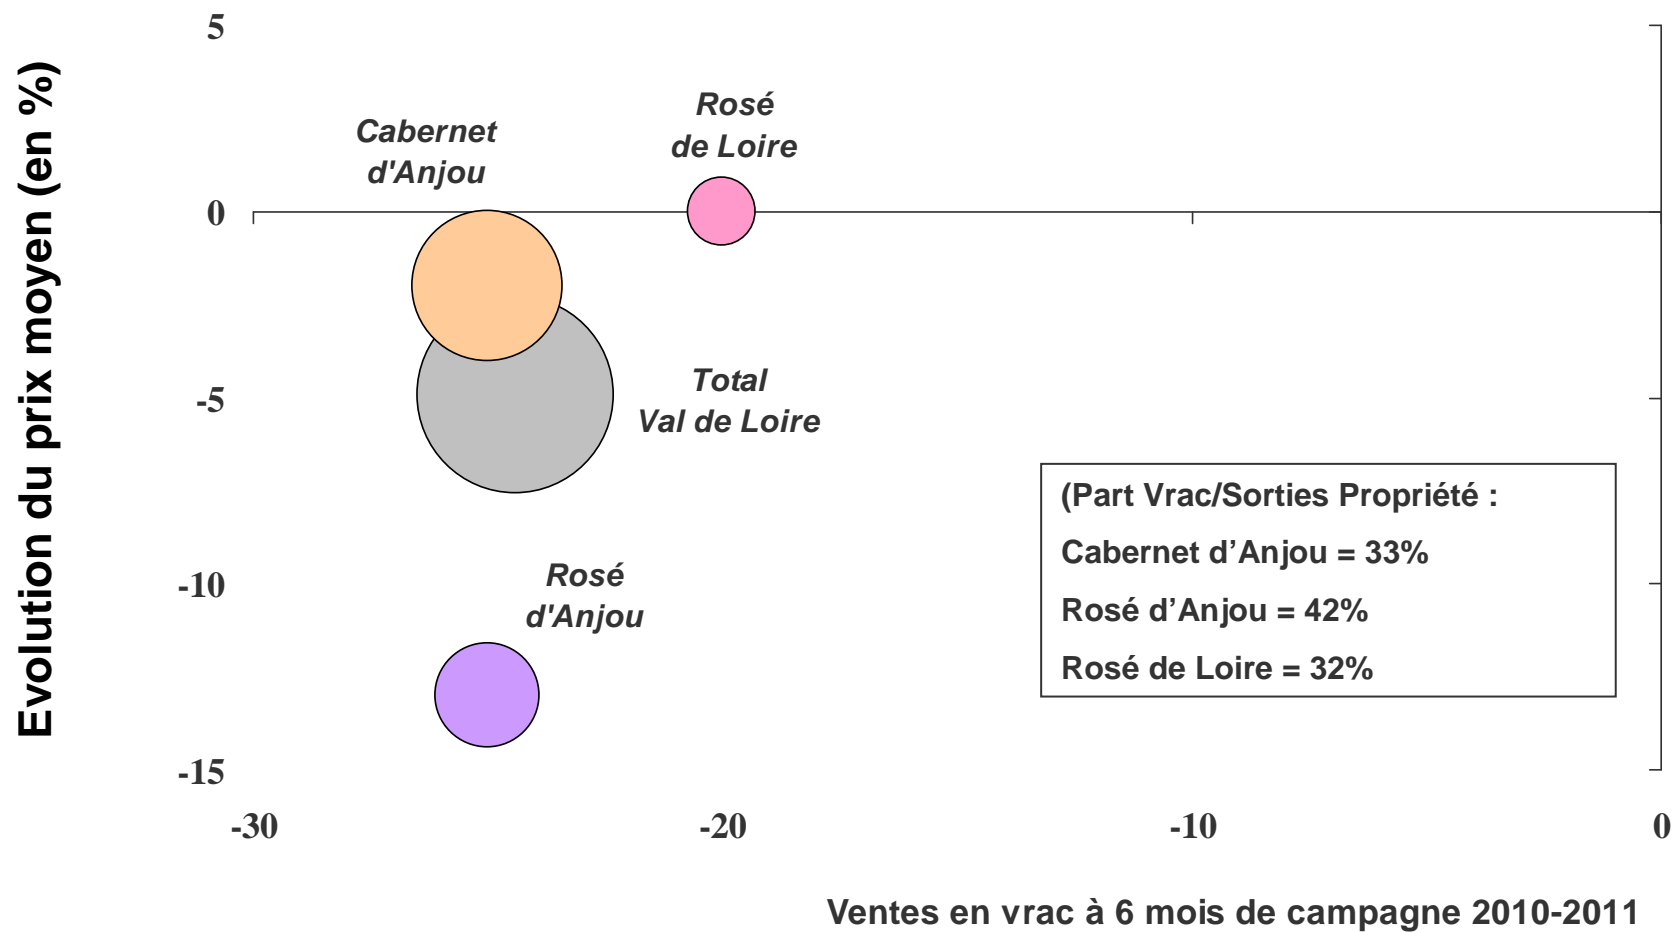 Evolution du prix moyen (en %)
5
0
-5
-10
-15
Cabernet
d'Anjou
Rosé
de Loire
Total
Val de Loire
Rosé
d'Anjou
(Part Vrac/Sorties Propriété :
Cabernet d’Anjou = 33%
Rosé d’Anjou = 42%
Rosé de Loire = 32%
-30
-20
-10
0
Ventes en vrac à 6 mois de campagne 2010-2011